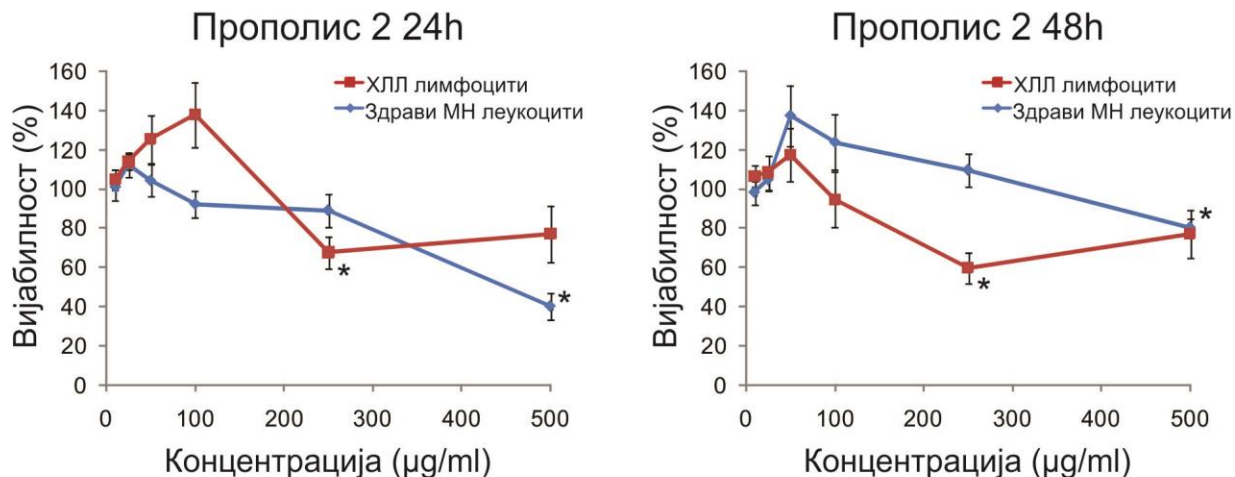 Прополис 2 24h
160
140
120
100
80
60
40
20
0
Вијабилност (%)
ХЛЛ лимфоцити
Здрави МН леукоцити
*
*
0 100 200 300 400 500
Концентрација (µg/ml)
Прополис 2 48h
160
140
120
100
80
60
40
20
0
Вијабилност (%)
ХЛЛ лимфоцити
Здрави МН леукоцити
*
*
0 100 200 300 400 500
Концентрација (µg/ml)